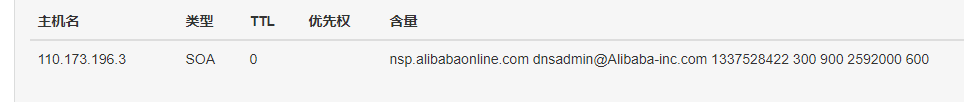 主机名 类型 TTL 优先权 含量
110.173.196.3 SOA 0 nsp.alibabaonline.com dnsadmin@Alibaba-inc.com 1337528422 300 900 2592000 600